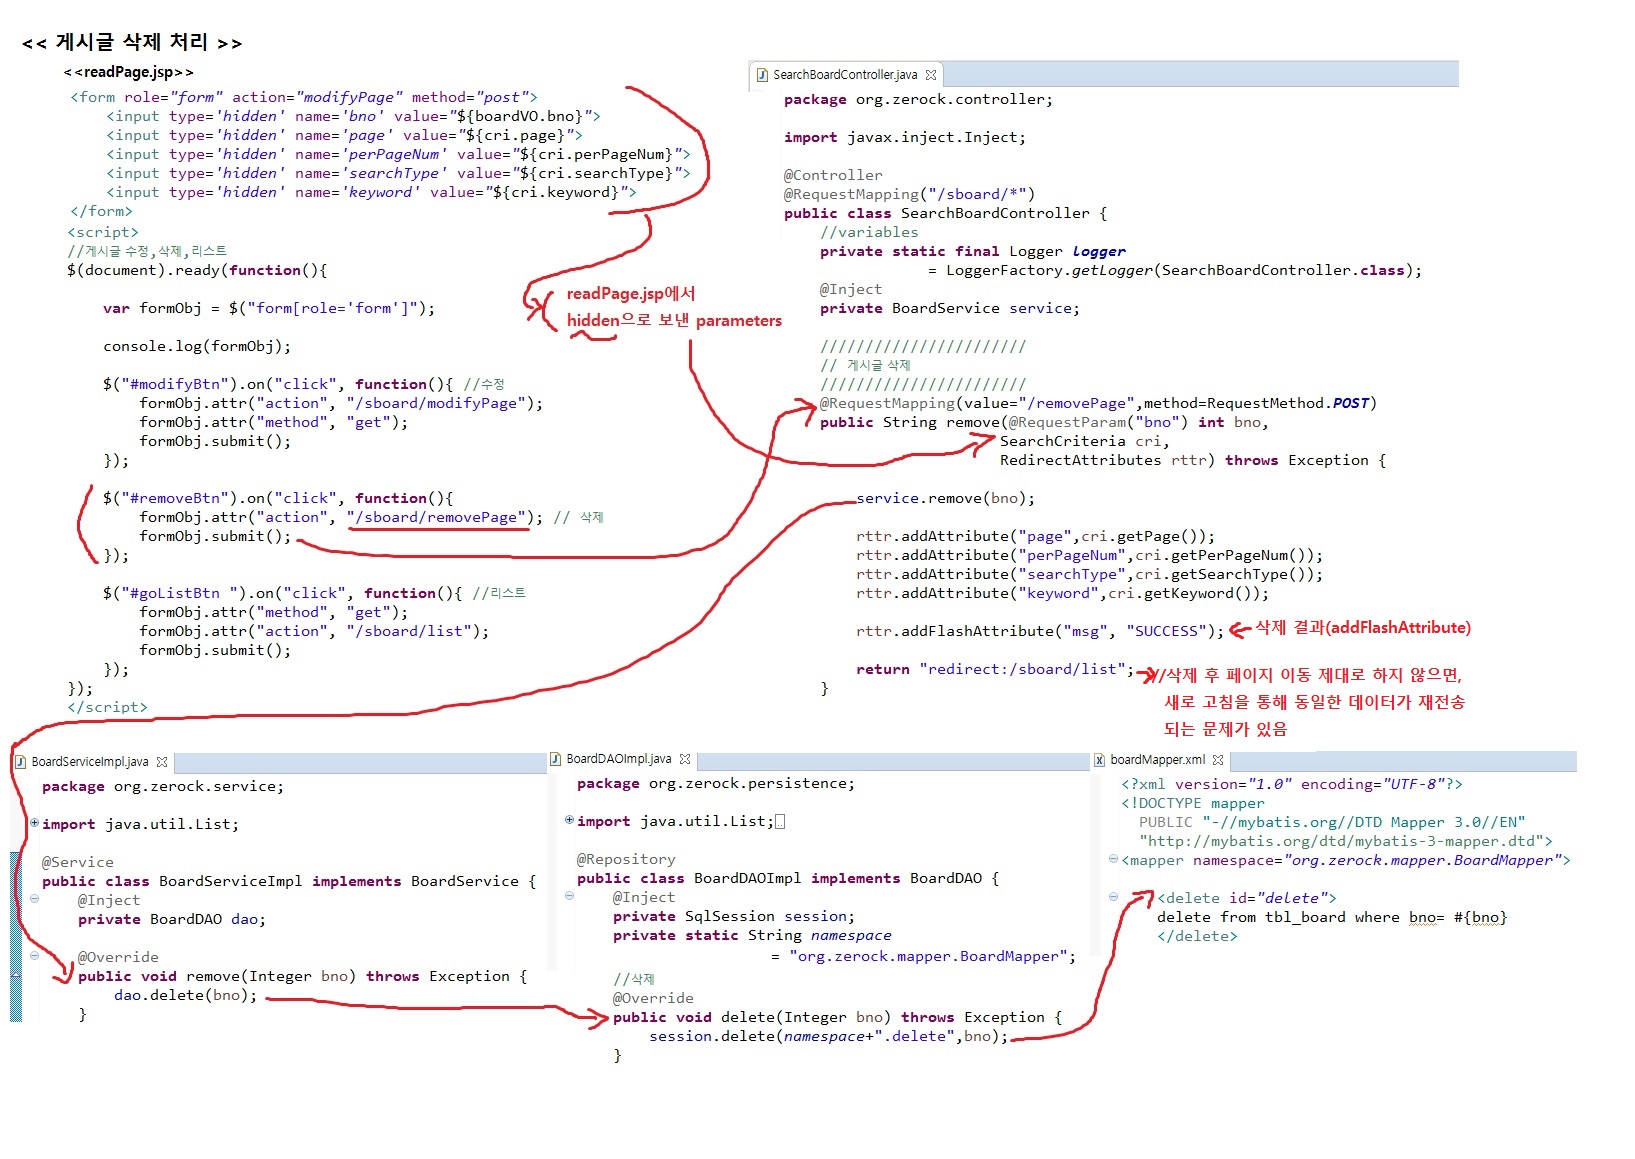 << 게시글 삭제 처리 >>
<<readPage.jsp>>
<form role="form" action="modifyPage" method="post">
<input type='hidden' name='bno' value="${boardVO.bno}">
<input type='hidden' name='page' value="${cri.page}">
<input type='hidden' name='perPageNum' value="${cri.perPageNum}">
<input type='hidden' name='searchType' value="${cri.searchType}">
<input type='hidden' name='keyword' value="${cri.keyword}">
</form>
<script>
//게시글 수정,삭제,리스트
$(document).ready(function(){
var formObj = $("form[role='form']");
console.log(formObj);
$("#modifyBtn").on("click", function(){ //수정
formObj.attr("action", "/sboard/modifyPage");
formObj.attr("method", "get");
formObj.submit();
});
$("#removeBtn").on("click", function(){
formObj.attr("action", "/sboard/removePage"); // 삭제
formObj.submit();
});
$("#goListBtn ").on("click", function(){ //리스트
formObj.attr("method", "get");
formObj.attr("action", "/sboard/list");
formObj.submit();
});
});
</script>
readPage.jsp에서
hidden으로 보낸 parameters
SearchBoardController.java
package org.zerock.controller;
import javax.inject.Inject;
@Controller
@RequestMapping("/sboard/*")
public class SearchBoardController {
//variables
private static final Logger logger
= LoggerFactory.getLogger(SearchBoardController.class);
@Inject
private BoardService service;
///////////////////////
// 게시글 삭제
///////////////////////
@RequestMapping(value="/removePage",method=RequestMethod.POST)
public String remove(@RequestParam("bno") int bno,
SearchCriteria cri,
RedirectAttributes rttr) throws Exception {
service.remove(bno);
rttr.addAttribute("page",cri.getPage());
rttr.addAttribute("perPageNum",cri.getPerPageNum());
rttr.addAttribute("searchType",cri.getSearchType());
rttr.addAttribute("keyword",cri.getKeyword());
rttr.addFlashAttribute("msg", "SUCCESS"); 삭제 결과(addFlashAttribute)
return "redirect:/sboard/list"; //삭제 후 페이지 이동 제대로 하지 않으면,
}
새로 고침을 통해 동일한 데이터가 재전송
되는 문제가 있음
BoardServiceImpl.java
package org.zerock.service;
import java.util.List;
@Service
public class BoardServiceImpl implements BoardService {
@Inject
private BoardDAO dao;
@Override
public void remove(Integer bno) throws Exception {
dao.delete(bno);
}
BoardDAOImpl.java
package org.zerock.persistence;
import java.util.List;
@Repository
public class BoardDAOImpl implements BoardDAO {
@Inject
private SqlSession session;
private static String namespace
= "org.zerock.mapper.BoardMapper";
//삭제
@Override
public void delete(Integer bno) throws Exception {
session.delete(namespace+".delete",bno);
}
boardMapper.xml
<?xml version="1.0" encoding="UTF-8"?>
<!DOCTYPE mapper
PUBLIC "-//mybatis.org//DTD Mapper 3.0//EN"
"http://mybatis.org/dtd/mybatis-3-mapper.dtd">
<mapper namespace="org.zerock.mapper.BoardMapper">
<delete id="delete">
delete from tbl_board where bno= #{bno}
</delete>